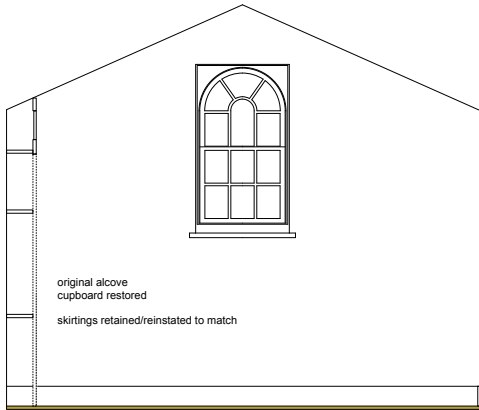 original alcove
cupboard restored
skirtings retained/reinstated to match